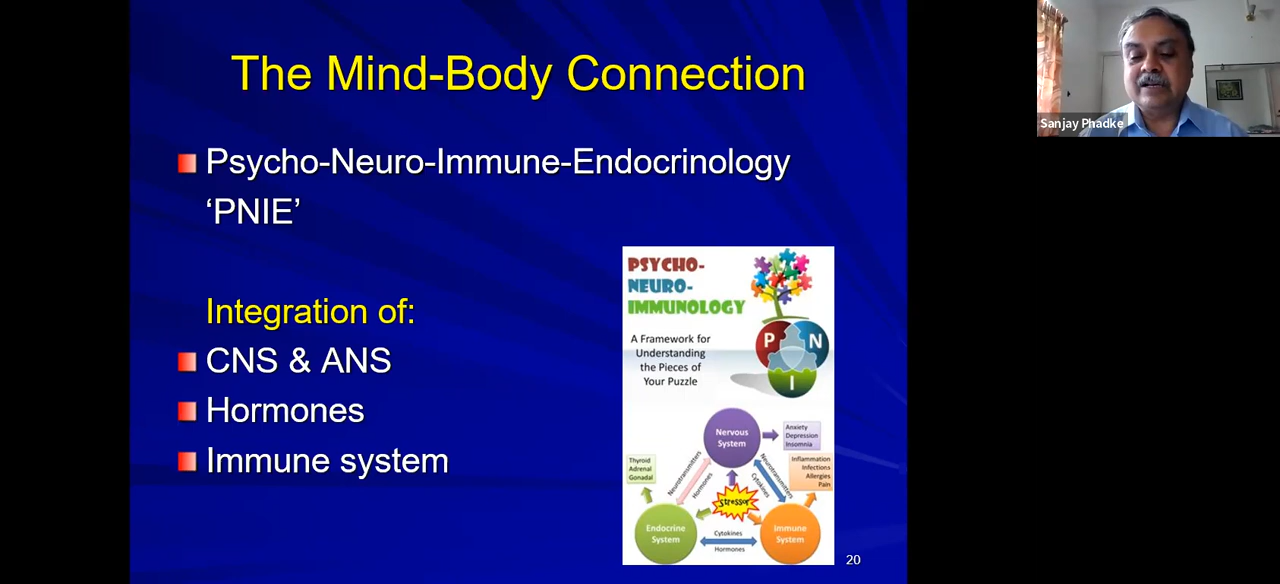 The Mind-Body Connection
Psycho-Neuro-Immune-Endocrinology
‘PNIE’
Integration of:
CNS & ANS
Hormones
Immune system
PSYCHO-
NEURO-
IMMUNOLOGY
A Framework for
Understanding
the Pieces of
Your Puzzle
P N
I
Nervous
System
Anxiety
Depression
Insomnia
Thyroid
Adrenal
Gonadal
Inflammation
Infections
Allergies
Pain
Neurotransmitters
Hormones
Neurotransmitters
Cytokines
Stressor
Endocrine
System
Cytokines
Hormones
Immune
System
20
Sanjay Phadke